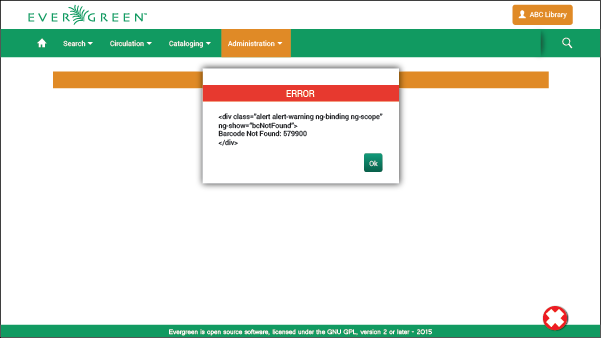 EVERGREEN™
ABC Library
Search
Circulation
Cataloging
Administration
ERROR
<div class="alert alert-warning ng-binding ng-scope"
ng-show="bcNotFound">
Barcode Not Found: 579900
</div>
Ok
Evergreen is open source software, licensed under the GNU GPL, version 2 or later - 2015